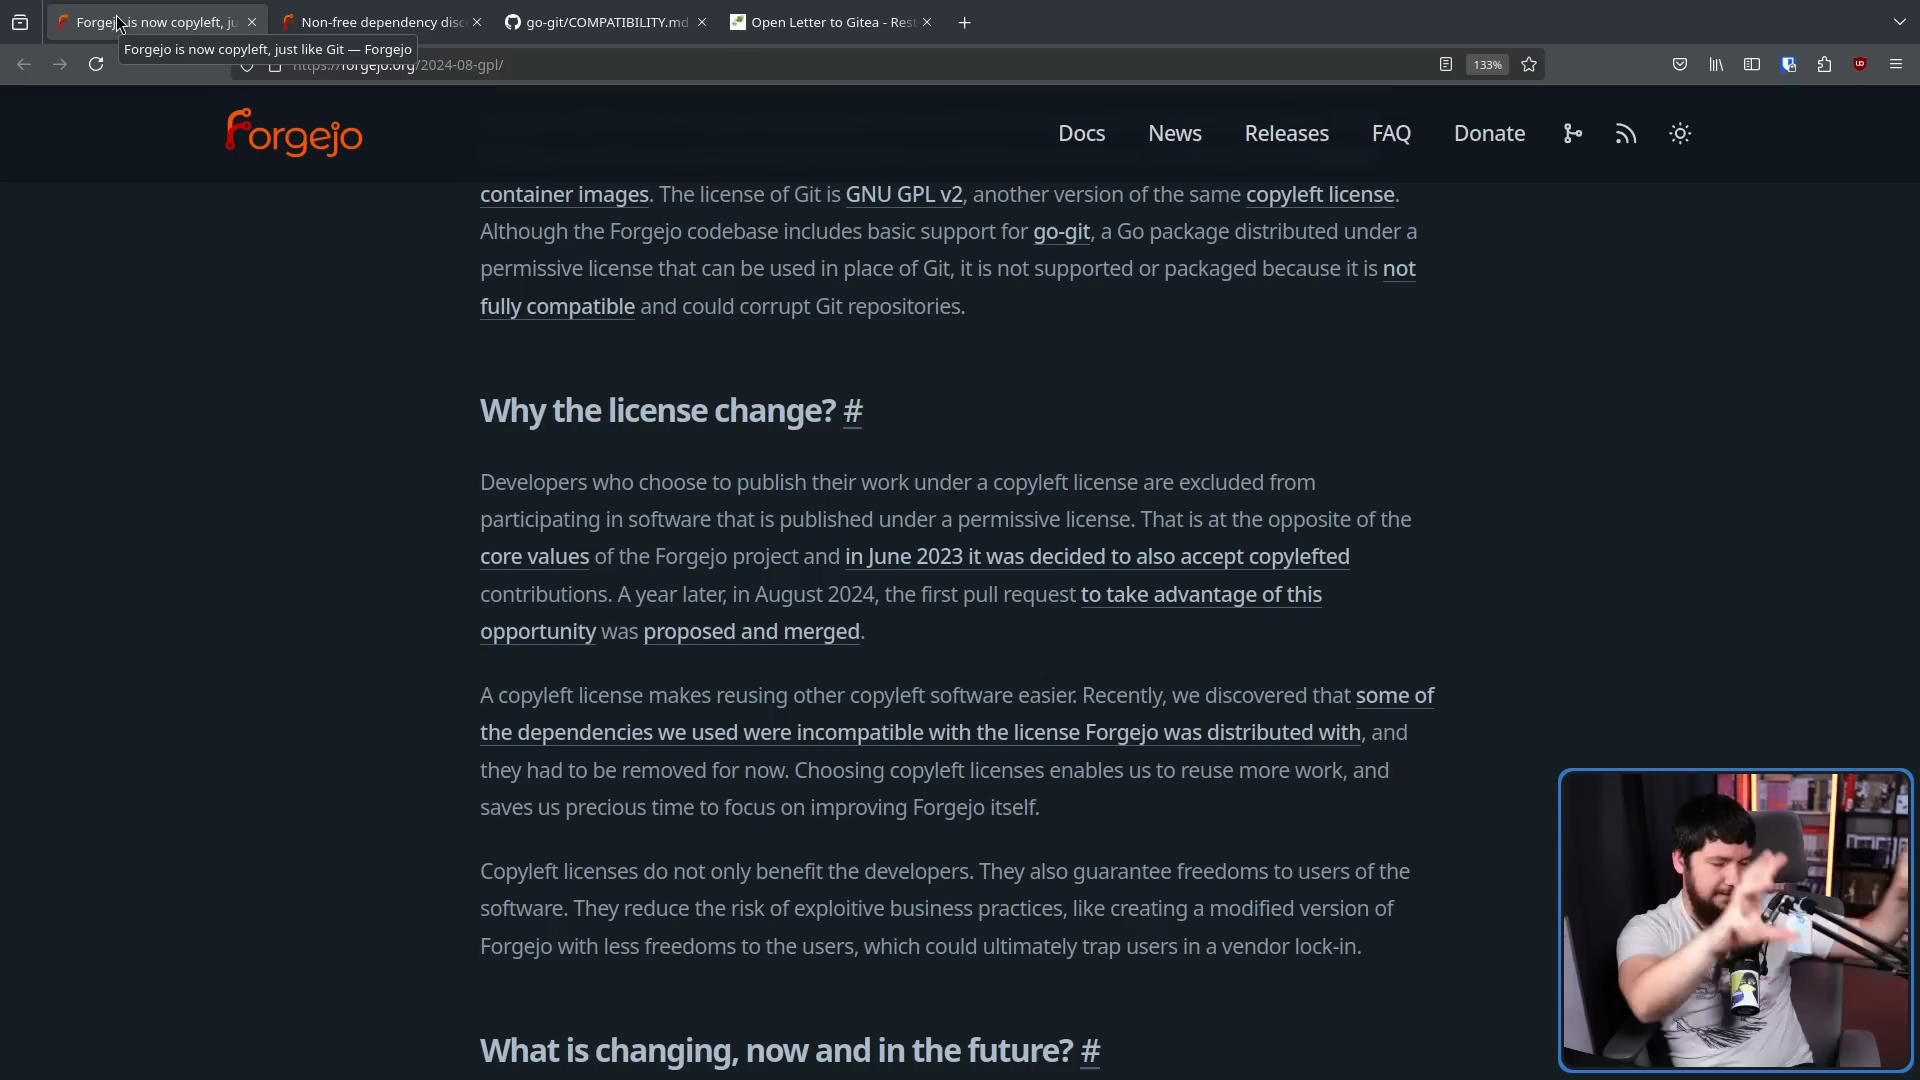 Forgejo is now copyleft, ju
Non-free dependency disc
go-git/COMPATIBILITY.md
Open Letter to Gitea - Res
Forgejo is now copyleft, just like Git — Forgejo
https://forgejo.org/2024-08-gpl/
133%
Forgejo
Docs
News
Releases
FAQ
Donate
container images. The license of Git is GNU GPL v2, another version of the same copyleft license.
Although the Forgejo codebase includes basic support for go-git, a Go package distributed under a
permissive license that can be used in place of Git, it is not supported or packaged because it is not
fully compatible and could corrupt Git repositories.
Why the license change? #
Developers who choose to publish their work under a copyleft license are excluded from
participating in software that is published under a permissive license. That is at the opposite of the
core values of the Forgejo project and in June 2023 it was decided to also accept copylefted
contributions. A year later, in August 2024, the first pull request to take advantage of this
opportunity was proposed and merged.
A copyleft license makes reusing other copyleft software easier. Recently, we discovered that some of
the dependencies we used were incompatible with the license Forgejo was distributed with, and
they had to be removed for now. Choosing copyleft licenses enables us to reuse more work, and
saves us precious time to focus on improving Forgejo itself.
Copyleft licenses do not only benefit the developers. They also guarantee freedoms to users of the
software. They reduce the risk of exploitive business practices, like creating a modified version of
Forgejo with less freedoms to the users, which could ultimately trap users in a vendor lock-in.
What is changing, now and in the future? #